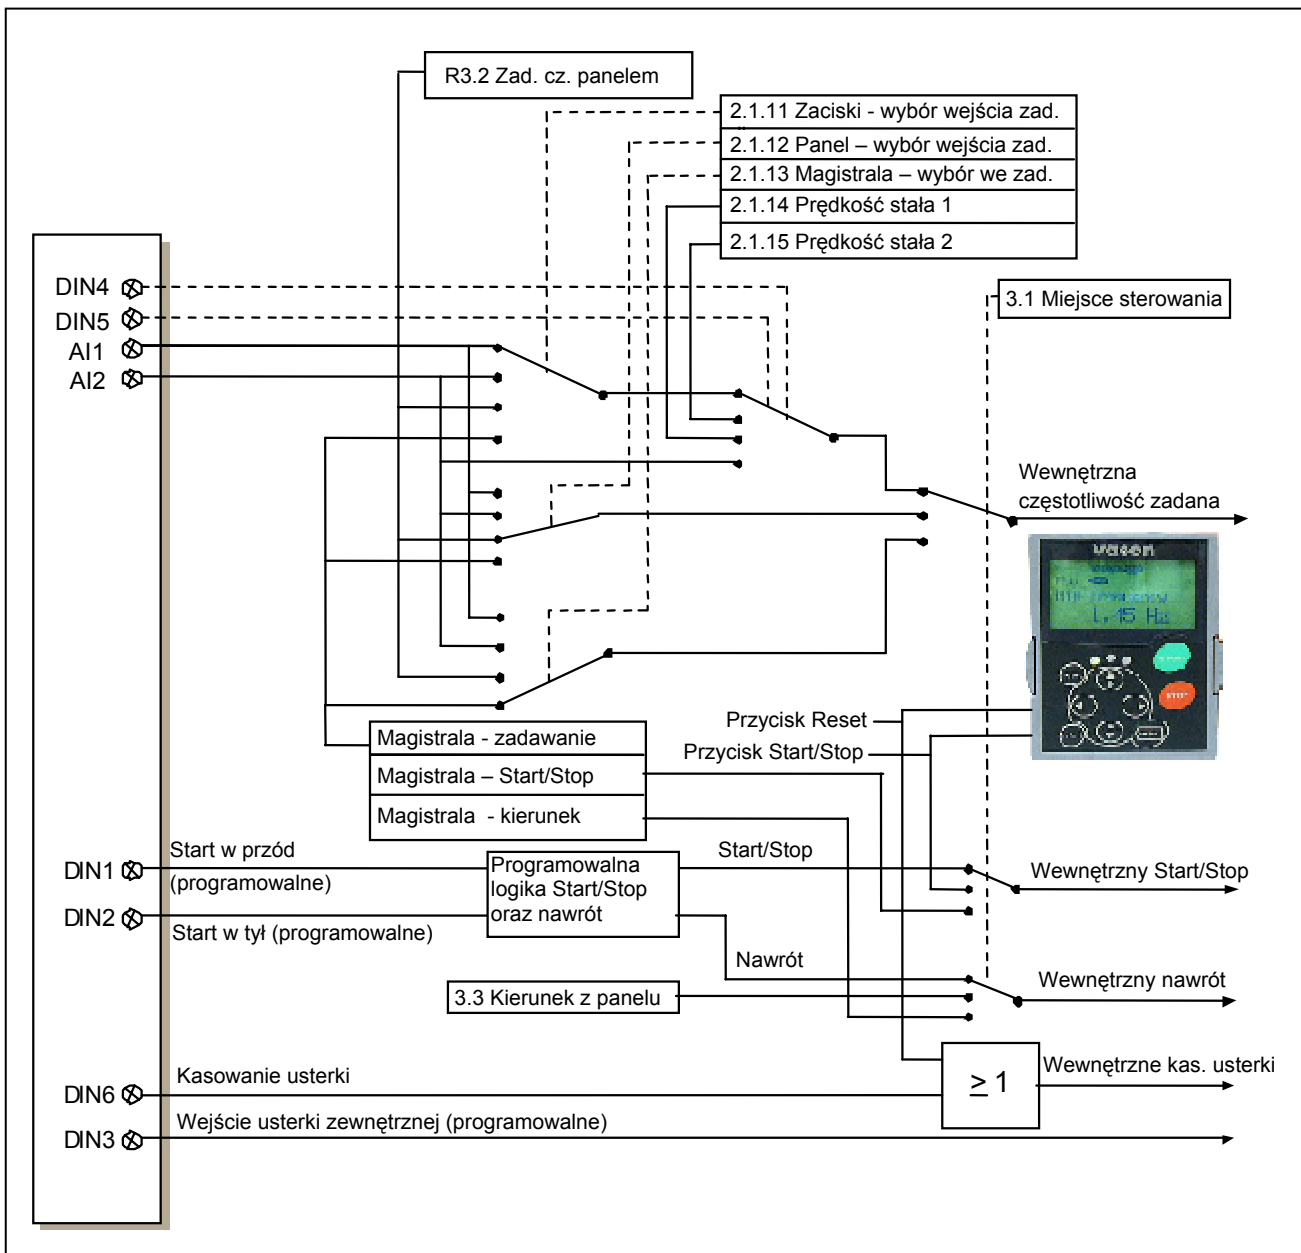 R3.2 Zad. cz. panelem
2.1.11 Zaciski - wybór wejścia zad.
2.1.12 Panel – wybór wejścia zad.
2.1.13 Magistrala – wybór we zad.
2.1.14 Prędkość stała 1
2.1.15 Prędkość stała 2
3.1 Miejsce sterowania
DIN4
DIN5
AI1
AI2
Wewnętrzna
częstotliwość zadana
vacon
Przycisk Reset
Przycisk Start/Stop
Magistrala - zadawanie
Magistrala – Start/Stop
Magistrala - kierunek
DIN1
Start w przód
(programowalne)
DIN2
Start w tył (programowalne)
Programowalna
logika Start/Stop
oraz nawrót
Start/Stop
Wewnętrzny Start/Stop
Nawrót
3.3 Kierunek z panelu
Wewnętrzny nawrót
DIN6
Kasowanie usterki
≥ 1
Wewnętrzne kas. usterki
DIN3
Wejście usterki zewnętrznej (programowalne)